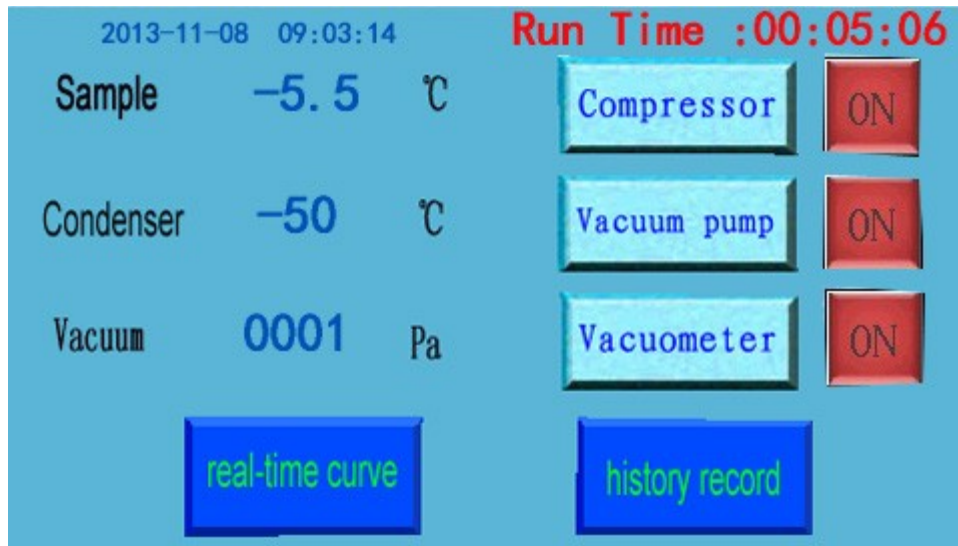 2013-11-08 09:03:14 Run Time :00:05:06
Sample -5.5 ℃ Compressor ON
Condenser -50 ℃ Vacuum pump ON
Vacuum 0001 Pa Vacuometer ON
real-time curve history record